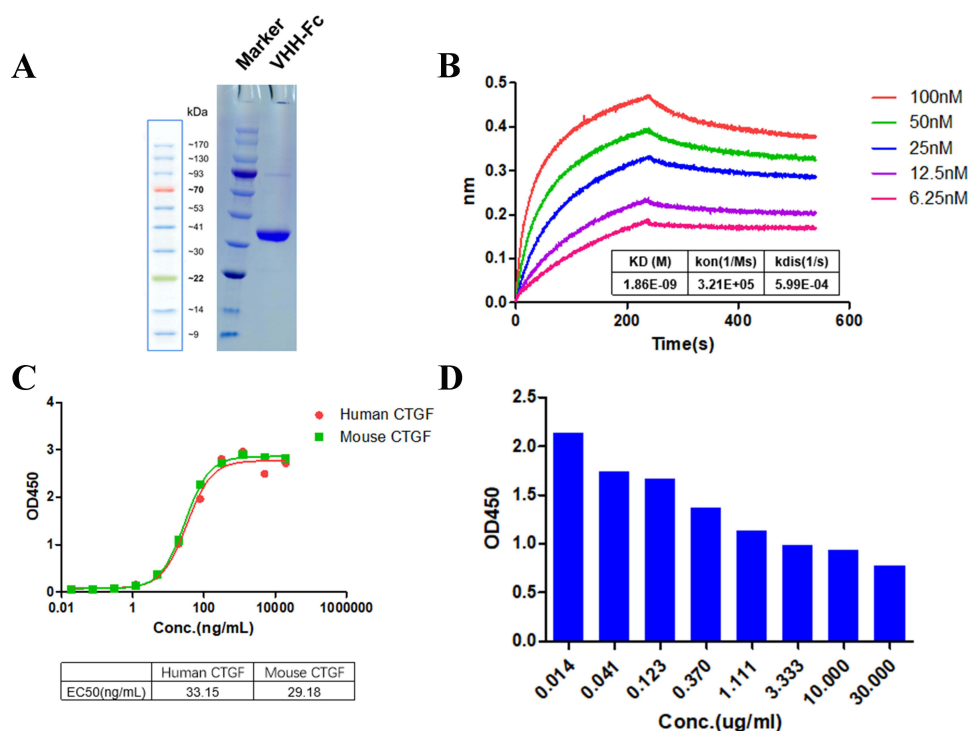 A
Marker
VHH-Fc
kDa
~170
~130
~93
~70
~53
~41
~30
~22
~14
~9
B
0.5
0.4
0.3
0.2
0.1
0.0
nm
0
200
400
600
Time(s)
100nM
50nM
25nM
12.5nM
6.25nM
KD (M) kon(1/Ms) kdis(1/s)
1.86E-09 3.21E+05 5.99E-04
C
Human CTGF
Mouse CTGF
4
3
2
1
0
OD450
0.01 1 100 10000 1000000
Conc.(ng/mL)
Human CTGF Mouse CTGF
EC50(ng/mL) 33.15 29.18
D
2.5
2.0
1.5
1.0
0.5
0.0
OD450
0.014
0.041
0.123
0.370
1.111
3.333
10.000
30.000
Conc.(ug/ml)